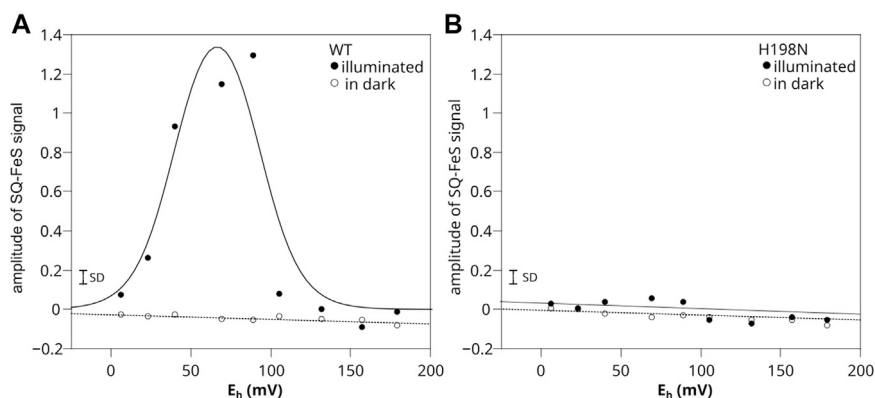 A
amplitude of SQ-FeS signal
1.4
1.2
1
0.8
0.6
0.4
0.2
0
−0.2
WT
illuminated
in dark
SD
0
50
100
150
200
E_h (mV)
B
amplitude of SQ-FeS signal
1.4
1.2
1
0.8
0.6
0.4
0.2
0
−0.2
H198N
illuminated
in dark
SD
0
50
100
150
200
E_h (mV)